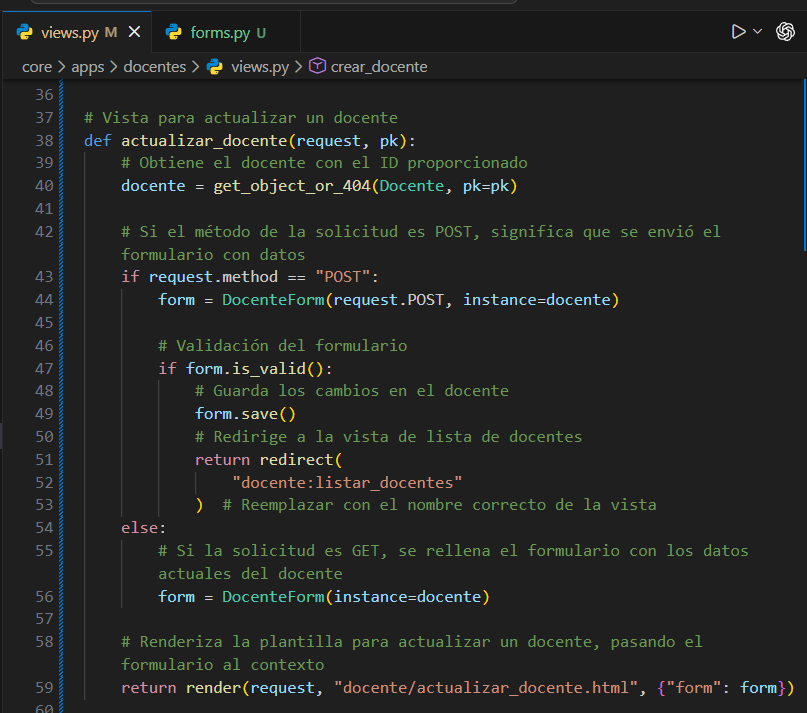 views.py M
forms.py U
core > apps > docentes > views.py > crear_docente
36
37 # Vista para actualizar un docente
38 def actualizar_docente(request, pk):
39 # Obtiene el docente con el ID proporcionado
40 docente = get_object_or_404(Docente, pk=pk)
41
42 # Si el método de la solicitud es POST, significa que se envió el
formulario con datos
43 if request.method == "POST":
44 form = DocenteForm(request.POST, instance=docente)
45
46 # Validación del formulario
47 if form.is_valid():
48 # Guarda los cambios en el docente
49 form.save()
50 # Redirige a la vista de lista de docentes
51 return redirect(
52 "docente:listar_docentes"
53 ) # Reemplazar con el nombre correcto de la vista
54 else:
55 # Si la solicitud es GET, se rellena el formulario con los datos
actuales del docente
56 form = DocenteForm(instance=docente)
57
58 # Renderiza la plantilla para actualizar un docente, pasando el
formulario al contexto
59 return render(request, "docente/actualizar_docente.html", {"form": form})
60